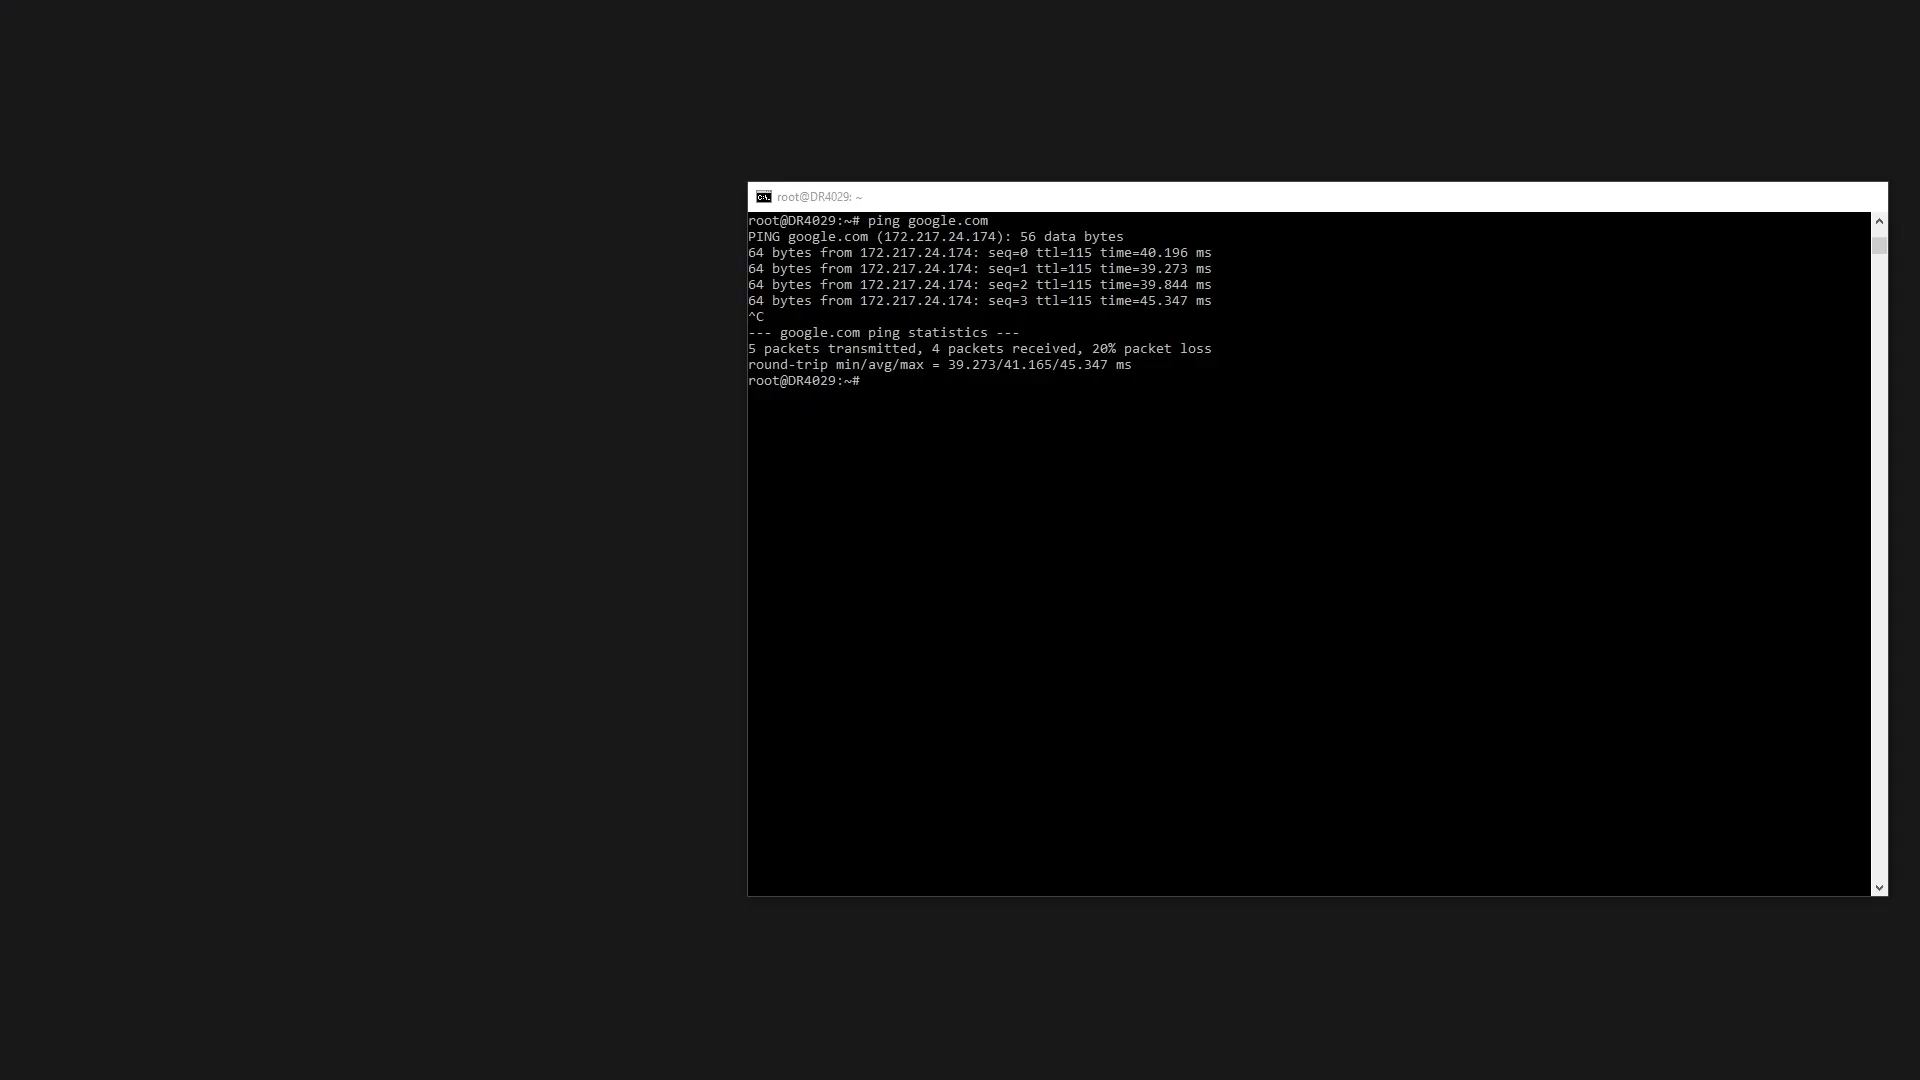 root@DR4029: ~
root@DR4029:~# ping google.com
PING google.com (172.217.24.174): 56 data bytes
64 bytes from 172.217.24.174: seq=0 ttl=115 time=40.196 ms
64 bytes from 172.217.24.174: seq=1 ttl=115 time=39.273 ms
64 bytes from 172.217.24.174: seq=2 ttl=115 time=39.844 ms
64 bytes from 172.217.24.174: seq=3 ttl=115 time=45.347 ms
^C
--- google.com ping statistics ---
5 packets transmitted, 4 packets received, 20% packet loss
round-trip min/avg/max = 39.273/41.165/45.347 ms
root@DR4029:~#